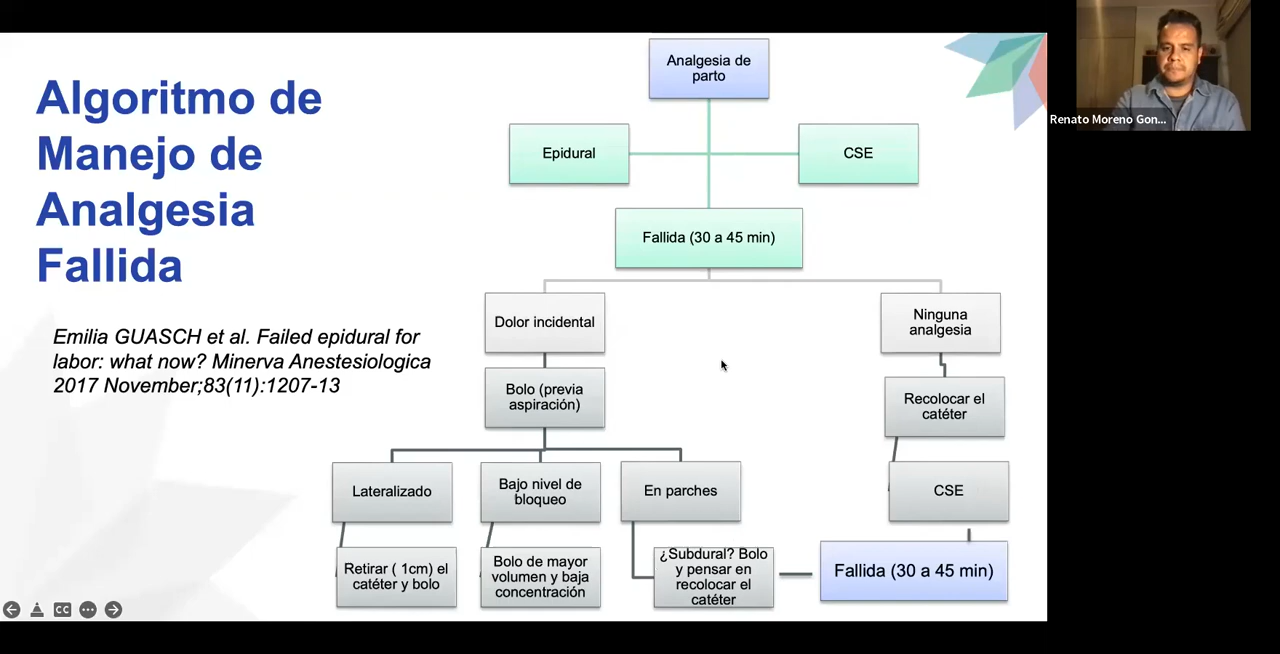 Algoritmo de
Manejo de
Analgesia
Fallida
Emilia GUASCH et al. Failed epidural for
labor: what now? Minerva Anestesiologica
2017 November;83(11):1207-13
Analgesia de
parto
Epidural
CSE
Fallida (30 a 45 min)
Dolor incidental
Ninguna
analgesia
Bolo (previa
aspiración)
Recolocar el
catéter
Lateralizado
Bajo nivel de
bloqueo
En parches
CSE
Retirar ( 1cm) el
catéter y bolo
Bolo de mayor
volumen y baja
concentración
¿Subdural? Bolo
y pensar en
recolocar el
catéter
Fallida (30 a 45 min)
Renato Moreno Gon...
CC